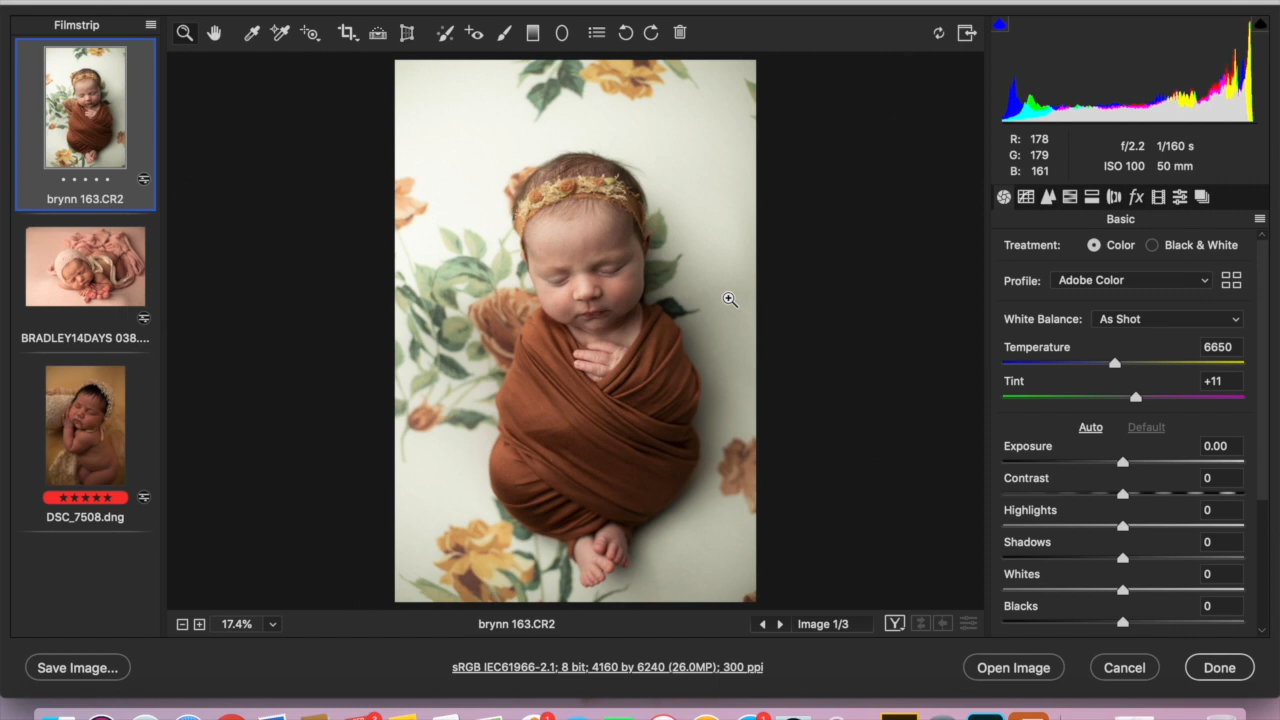 Filmstrip
brynn 163.CR2
BRADLEY14DAYS 038....
DSC_7508.dng
17.4%
brynn 163.CR2
Image 1/3
R: 178
G: 179
B: 161
f/2.2 1/160 s
ISO 100 50 mm
fx
Basic
Treatment: Color Black & White
Profile: Adobe Color
White Balance: As Shot
Temperature 6650
Tint +11
Auto Default
Exposure 0.00
Contrast 0
Highlights 0
Shadows 0
Whites 0
Blacks 0
Save Image...
sRGB IEC61966-2.1; 8 bit; 4160 by 6240 (26.0MP); 300 ppi
Open Image
Cancel
Done